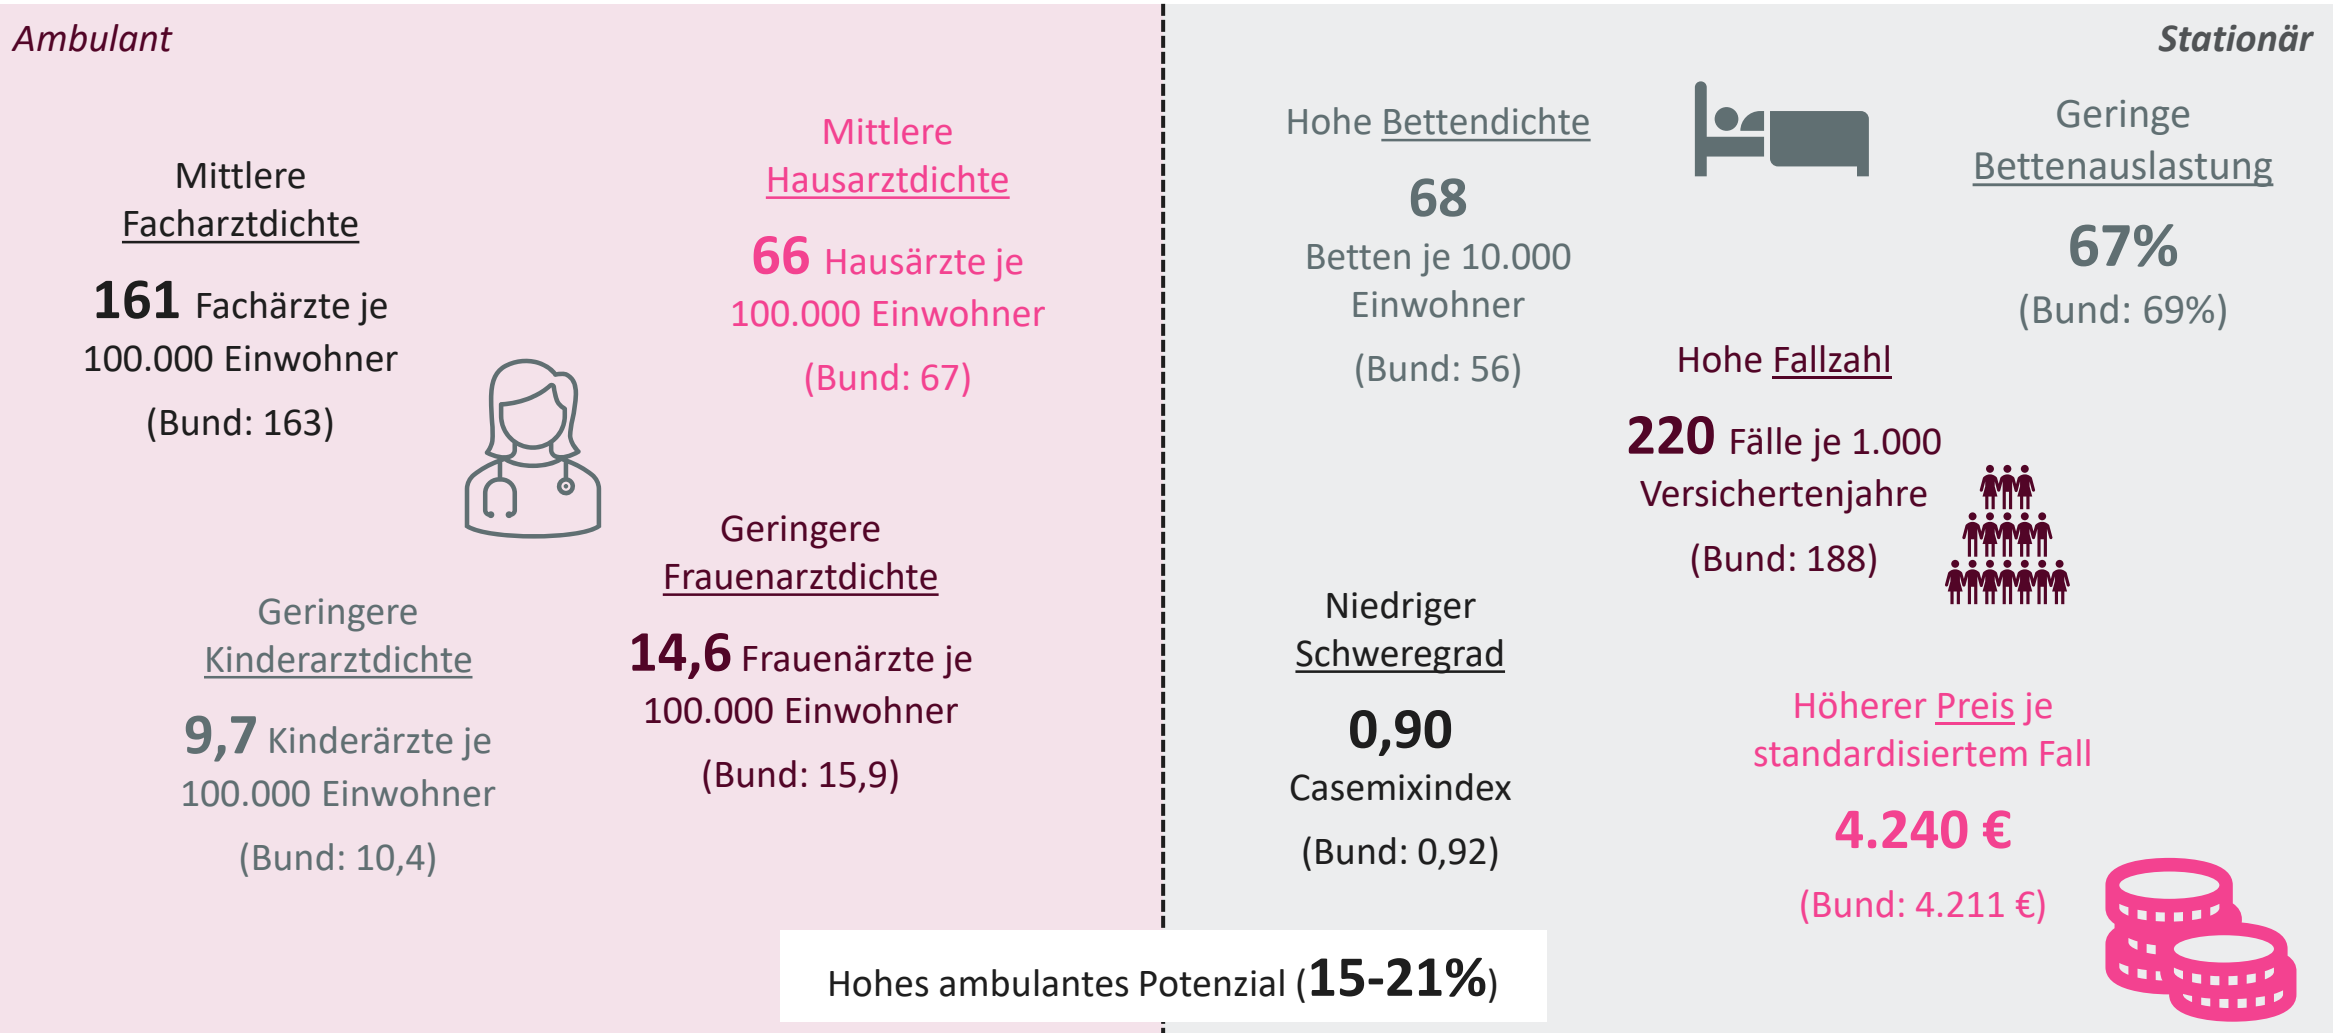 Ambulant
Mittlere
Facharztdichte
161 Fachärzte je
100.000 Einwohner
(Bund: 163)
Mittlere
Hausarztdichte
66 Hausärzte je
100.000 Einwohner
(Bund: 67)
Geringere
Kinderarztdichte
9,7 Kinderärzte je
100.000 Einwohner
(Bund: 10,4)
Geringere
Frauenarztdichte
14,6 Frauenärzte je
100.000 Einwohner
(Bund: 15,9)
Stationär
Hohe Bettendichte
68
Betten je 10.000
Einwohner
(Bund: 56)
Geringe
Bettenauslastung
67%
(Bund: 69%)
Hohe Fallzahl
220 Fälle je 1.000
Versichertenjahre
(Bund: 188)
Niedriger
Schweregrad
0,90
Casemixindex
(Bund: 0,92)
Höherer Preis je
standardisiertem Fall
4.240 €
(Bund: 4.211 €)
Hohes ambulantes Potenzial (15-21%)